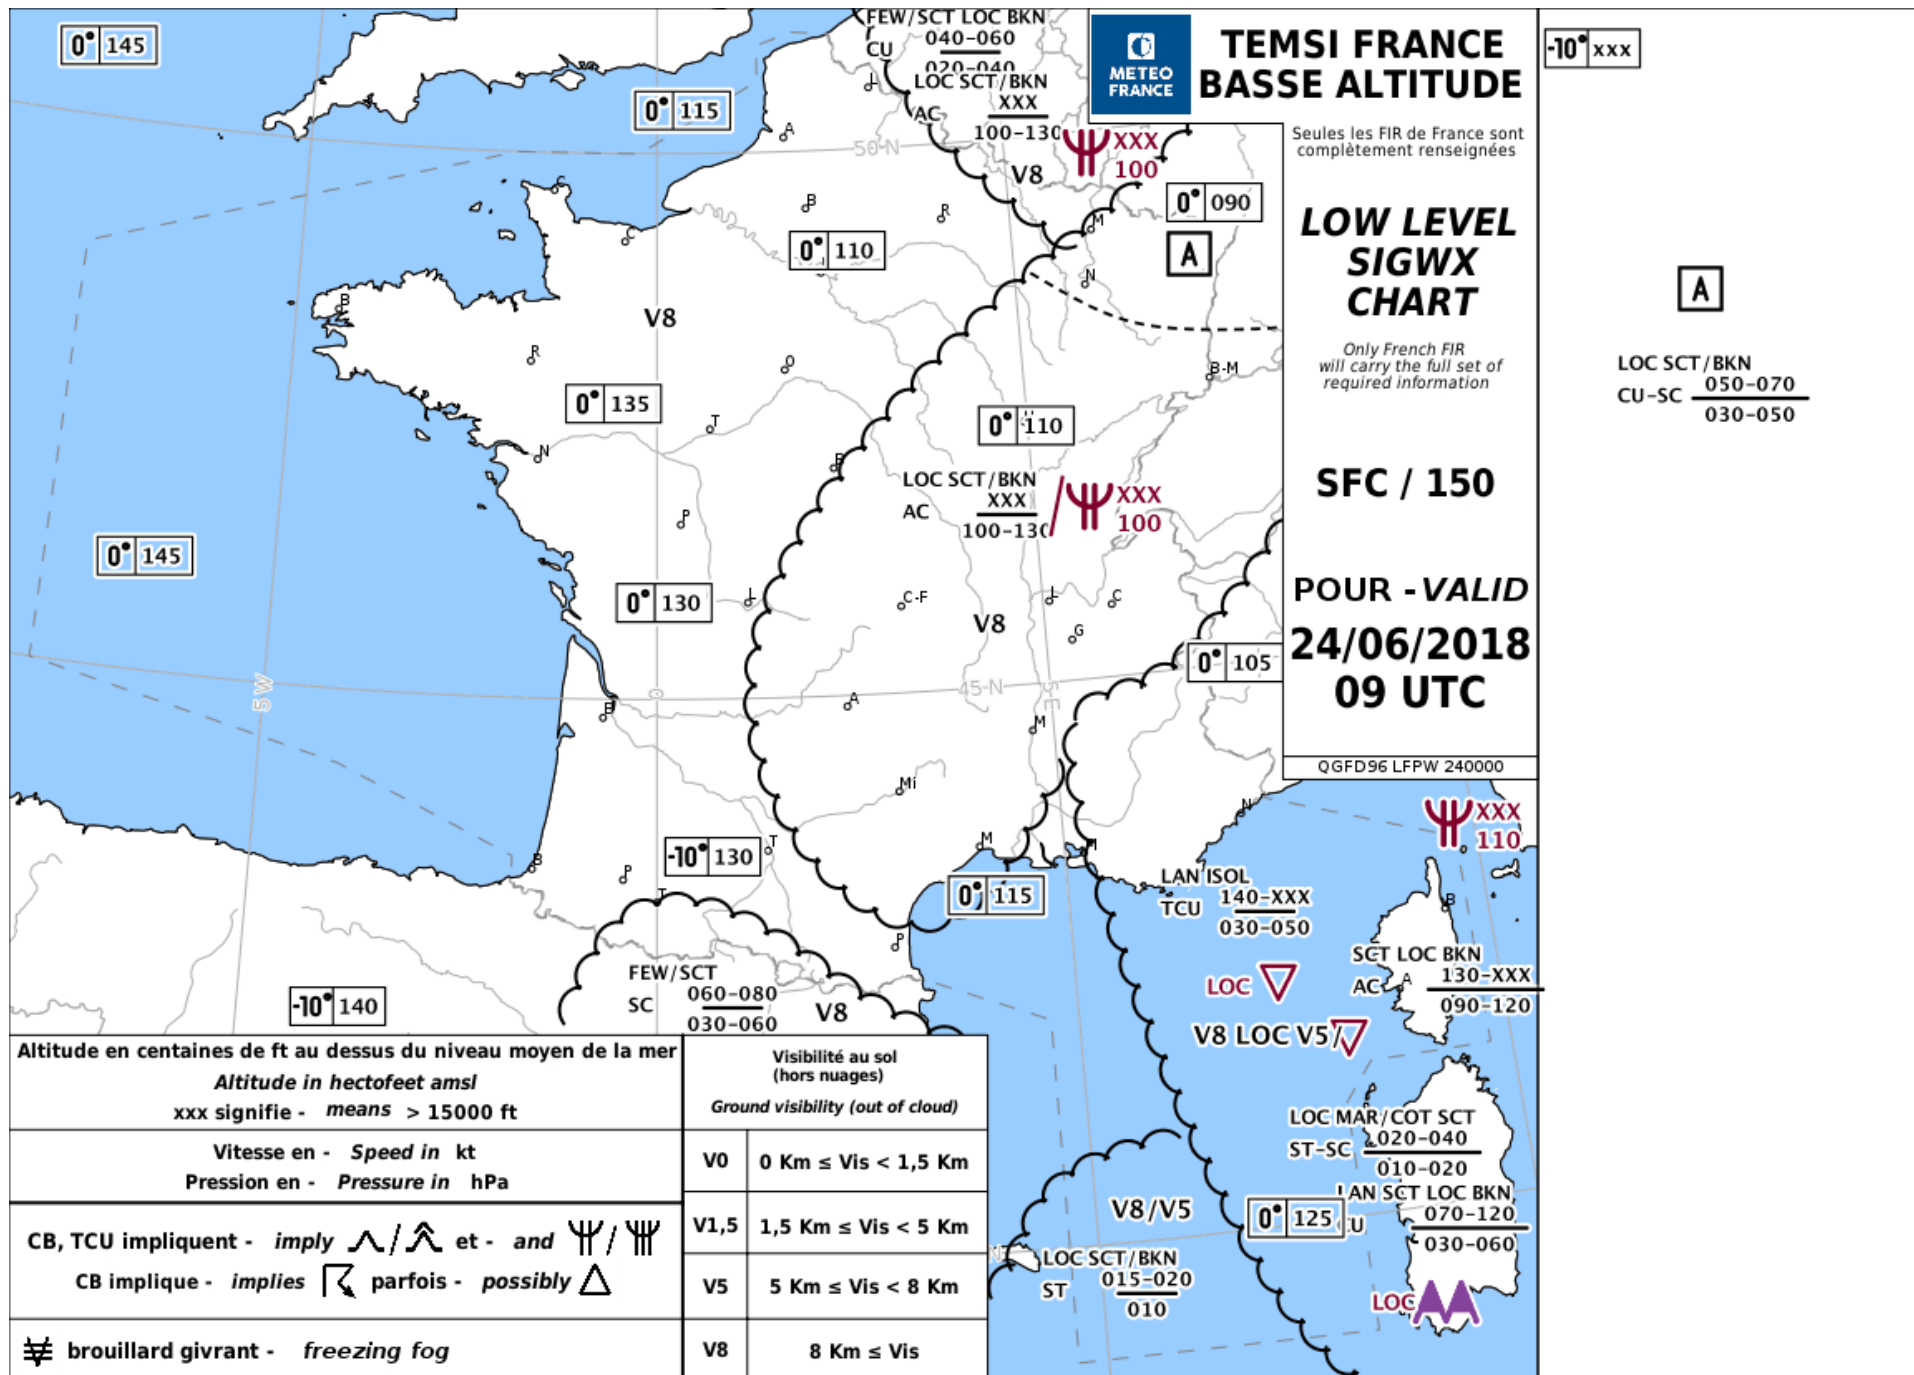 0° 145
FEW/SCT LOC BKN
CU 040-060
020-040
LOC SCT/BKN
AC XXX
100-130
V8
XXX
100
0° 115
METEO
FRANCE
TEMSI FRANCE
BASSE ALTITUDE
Seules les FIR de France sont
complètement renseignées
LOW LEVEL
SIGWX
CHART
Only French FIR
will carry the full set of
required information
SFC / 150
POUR - VALID
24/06/2018
09 UTC
QGFD96 LFPW 240000
-10° xxx
A
LOC SCT/BKN
CU-SC 050-070
030-050
L
A
50 N
C
B
R
C
M
0° 090
0° 110
A
N
B
V8
R
O
B-M
0° 135
T
0° 110
N
B
LOC SCT/BKN
AC XXX
100-130
XXX
100
P
0° 130
L
C-F
L
C
V8
G
0° 105
5 W
0
45 N
5 E
B
A
M
Mi
N
XXX
110
-10° 130
T
M
M
B
P
T
0° 115
LAN ISOL
TCU 140-XXX
030-050
B
P
SCT LOC BKN
AC 130-XXX
090-120
A
LOC
V8 LOC V5/
FEW/SCT
SC 060-080
030-060
V8
-10° 140
A
LOC MAR/COT SCT
ST-SC 020-040
010-020
LAN SCT LOC BKN
CU 070-120
030-060
0° 125
V8/V5
N
LOC SCT/BKN
ST 015-020
010
LOC
Altitude en centaines de ft au dessus du niveau moyen de la mer
Altitude in hectofeet amsl
xxx signifie - means > 15000 ft
Vitesse en - Speed in kt
Pression en - Pressure in hPa
CB, TCU impliquent - imply / et - and /
CB implique - implies parfois - possibly
brouillard givrant - freezing fog
Visibilité au sol
(hors nuages)
Ground visibility (out of cloud)
V0 0 Km ≤ Vis < 1,5 Km
V1,5 1,5 Km ≤ Vis < 5 Km
V5 5 Km ≤ Vis < 8 Km
V8 8 Km ≤ Vis